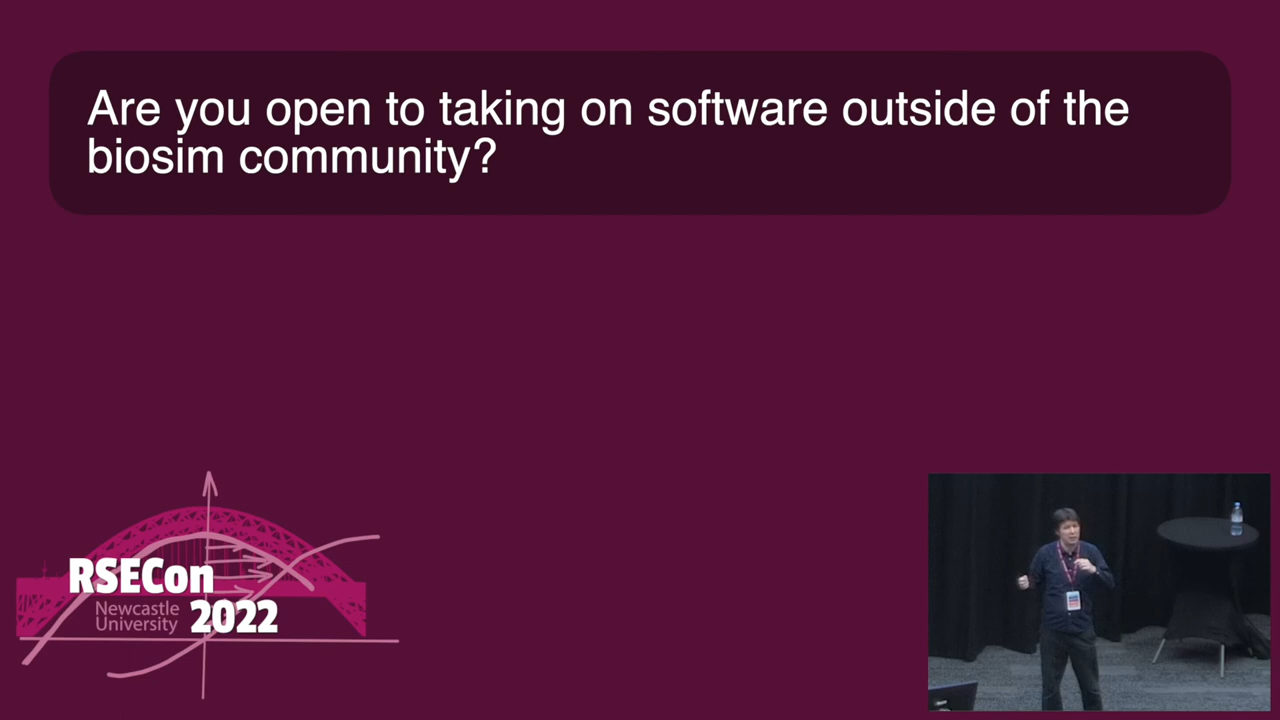 Are you open to taking on software outside of the
biosim community?
RSECon
Newcastle
University 2022